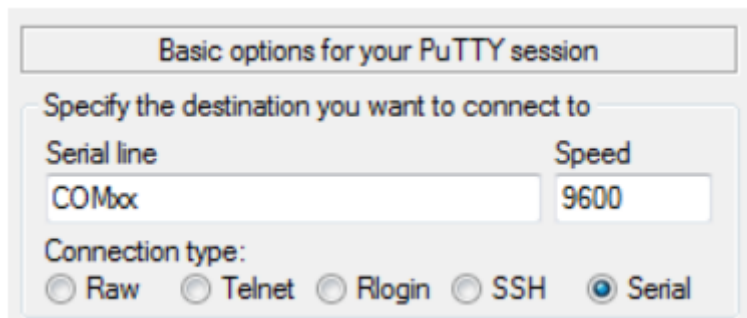 Basic options for your PuTTY session
Specify the destination you want to connect to
Serial line Speed
COMxx 9600
Connection type:
Raw Telnet Rlogin SSH Serial